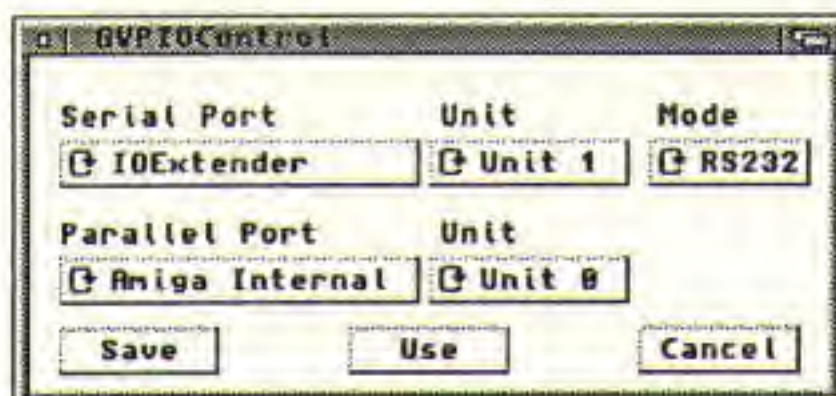 GVPIOControl
Serial Port Unit Mode
IOExtender Unit 1 RS232
Parallel Port Unit
Amiga Internal Unit 0
Save Use Cancel